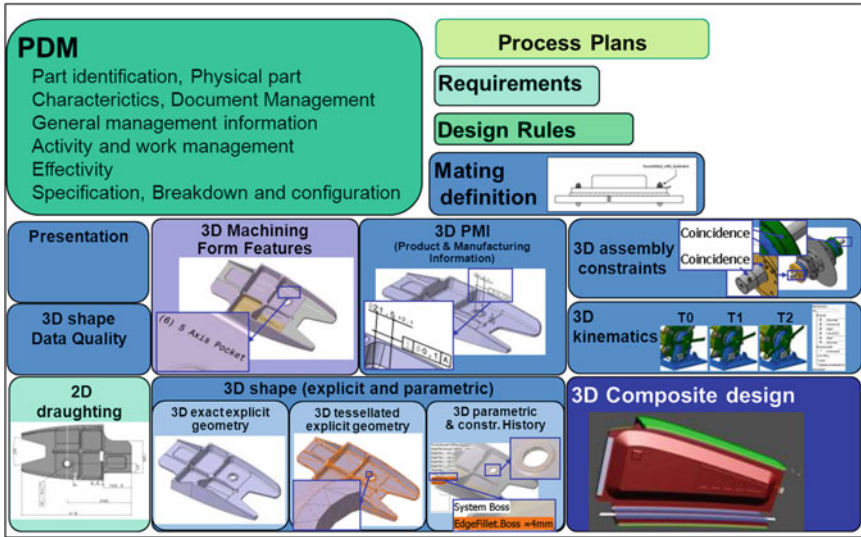 PDM
Part identification, Physical part
Characterictics, Document Management
General management information
Activity and work management
Effectivity
Specification, Breakdown and configuration
Process Plans
Requirements
Design Rules
Mating
definition
Presentation
3D shape
Data Quality
3D Machining
Form Features
(6) 5 Axis Pocket
3D PMI
(Product & Manufacturing
Information)
3D assembly
constraints
Coincidence
Coincidence
3D
kinematics
T0 T1 T2
2D
draughting
3D shape (explicit and parametric)
3D exact explicit
geometry
3D tessellated
explicit geometry
3D parametric
& constr. History
System Boss
EdgeFillet.Boss =4mm
3D Composite design